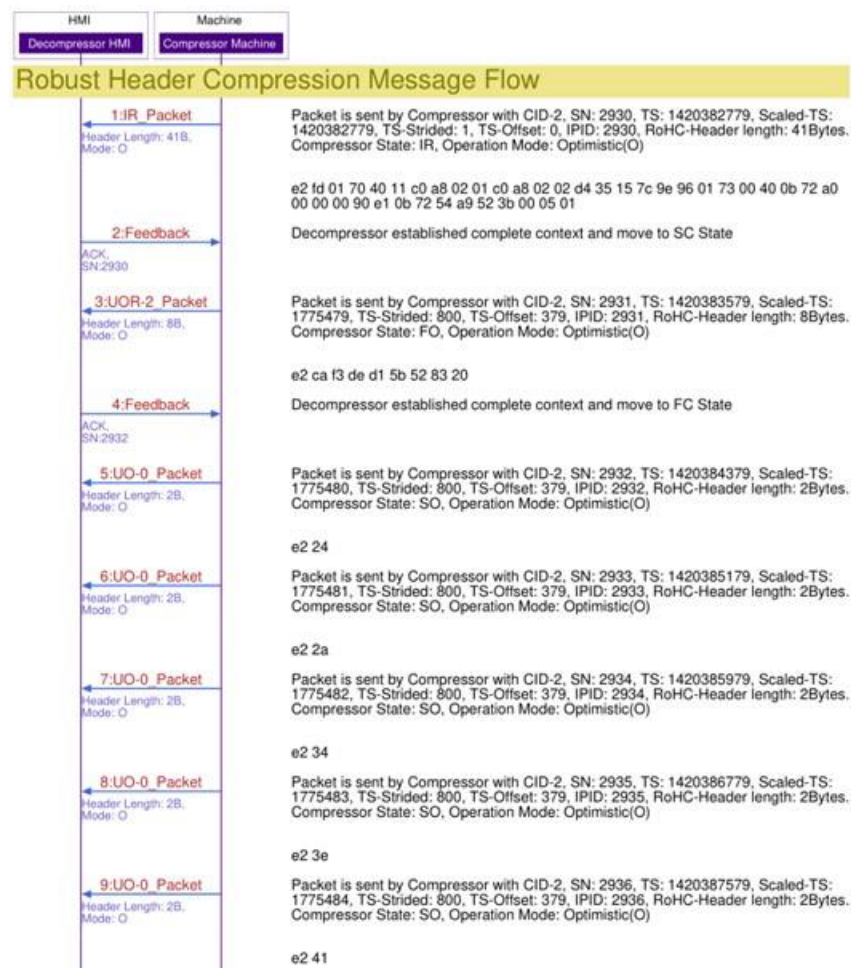 HMI
Machine
Decompressor HMI
Compressor Machine
Robust Header Compression Message Flow
1:IR_Packet
Header Length: 41B,
Mode: O
Packet is sent by Compressor with CID-2, SN: 2930, TS: 1420382779, Scaled-TS:
1420382779, TS-Strided: 1, TS-Offset: 0, IPID: 2930, RoHC-Header length: 41Bytes.
Compressor State: IR, Operation Mode: Optimistic(O)
e2 fd 01 70 40 11 c0 a8 02 01 c0 a8 02 02 d4 35 15 7c 9e 96 01 73 00 40 0b 72 a0
00 00 00 90 e1 0b 72 54 a9 52 3b 00 05 01
2:Feedback
ACK,
SN:2930
Decompressor established complete context and move to SC State
3:UOR-2_Packet
Header Length: 8B,
Mode: O
Packet is sent by Compressor with CID-2, SN: 2931, TS: 1420383579, Scaled-TS:
1775479, TS-Strided: 800, TS-Offset: 379, IPID: 2931, RoHC-Header length: 8Bytes.
Compressor State: FO, Operation Mode: Optimistic(O)
e2 ca f3 de d1 5b 52 83 20
4:Feedback
ACK,
SN:2932
Decompressor established complete context and move to FC State
5:UO-0_Packet
Header Length: 2B,
Mode: O
Packet is sent by Compressor with CID-2, SN: 2932, TS: 1420384379, Scaled-TS:
1775480, TS-Strided: 800, TS-Offset: 379, IPID: 2932, RoHC-Header length: 2Bytes.
Compressor State: SO, Operation Mode: Optimistic(O)
e2 24
6:UO-0_Packet
Header Length: 2B,
Mode: O
Packet is sent by Compressor with CID-2, SN: 2933, TS: 1420385179, Scaled-TS:
1775481, TS-Strided: 800, TS-Offset: 379, IPID: 2933, RoHC-Header length: 2Bytes.
Compressor State: SO, Operation Mode: Optimistic(O)
e2 2a
7:UO-0_Packet
Header Length: 2B,
Mode: O
Packet is sent by Compressor with CID-2, SN: 2934, TS: 1420385979, Scaled-TS:
1775482, TS-Strided: 800, TS-Offset: 379, IPID: 2934, RoHC-Header length: 2Bytes.
Compressor State: SO, Operation Mode: Optimistic(O)
e2 34
8:UO-0_Packet
Header Length: 2B,
Mode: O
Packet is sent by Compressor with CID-2, SN: 2935, TS: 1420386779, Scaled-TS:
1775483, TS-Strided: 800, TS-Offset: 379, IPID: 2935, RoHC-Header length: 2Bytes.
Compressor State: SO, Operation Mode: Optimistic(O)
e2 3e
9:UO-0_Packet
Header Length: 2B,
Mode: O
Packet is sent by Compressor with CID-2, SN: 2936, TS: 1420387579, Scaled-TS:
1775484, TS-Strided: 800, TS-Offset: 379, IPID: 2936, RoHC-Header length: 2Bytes.
Compressor State: SO, Operation Mode: Optimistic(O)
e2 41